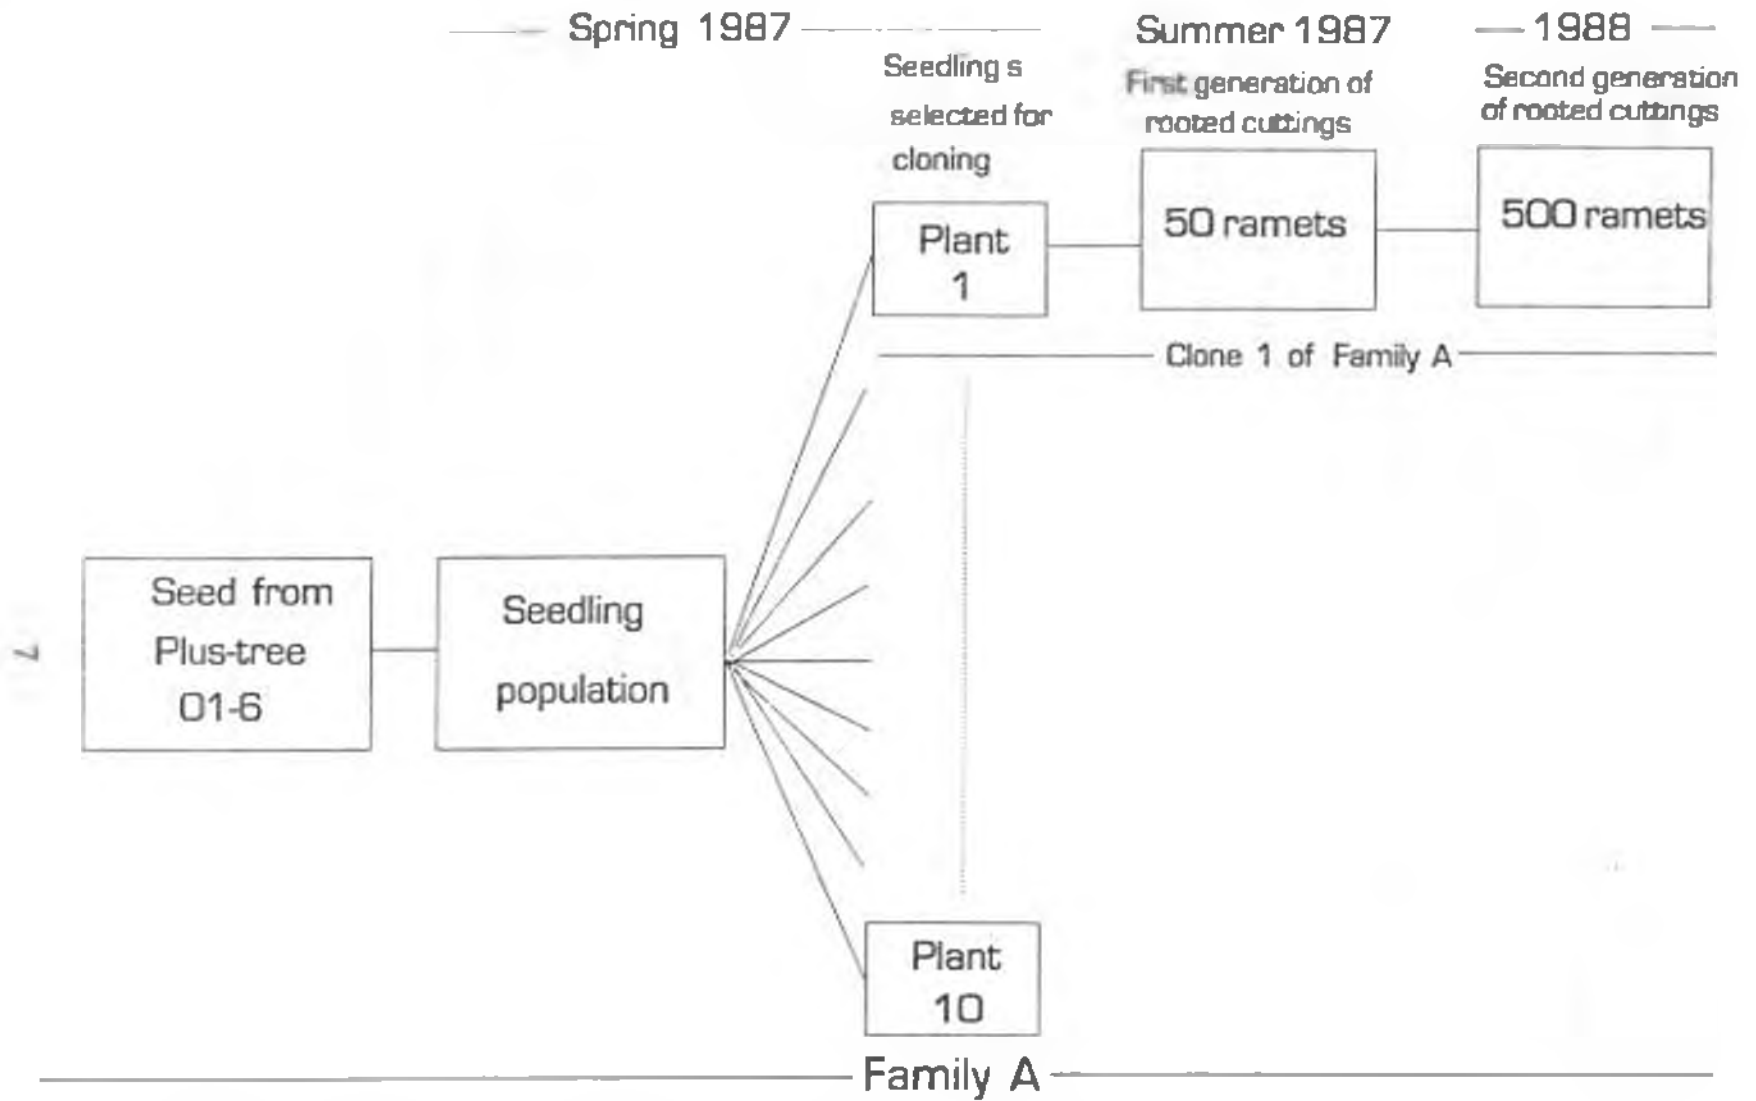 Spring 1987
Summer 1987
1988
Seedling s
selected for
cloning
First generation of
rooted cuttings
Second generation
of rooted cuttings
Plant
1
50 ramets
500 ramets
Clone 1 of Family A
Seed from
Plus-tree
01-6
Seedling
population
Plant
10
Family A
7